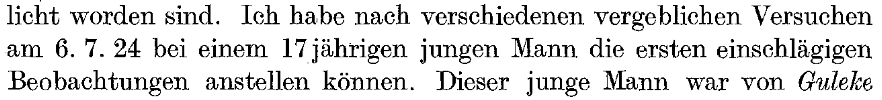 licht worden sind. Ich habe nach verschiedenen vergeblichen Versuchen
am 6. 7. 24 bei einem 17jährigen jungen Mann die ersten einschlägigen
Beobachtungen anstellen können. Dieser junge Mann war von Guleke